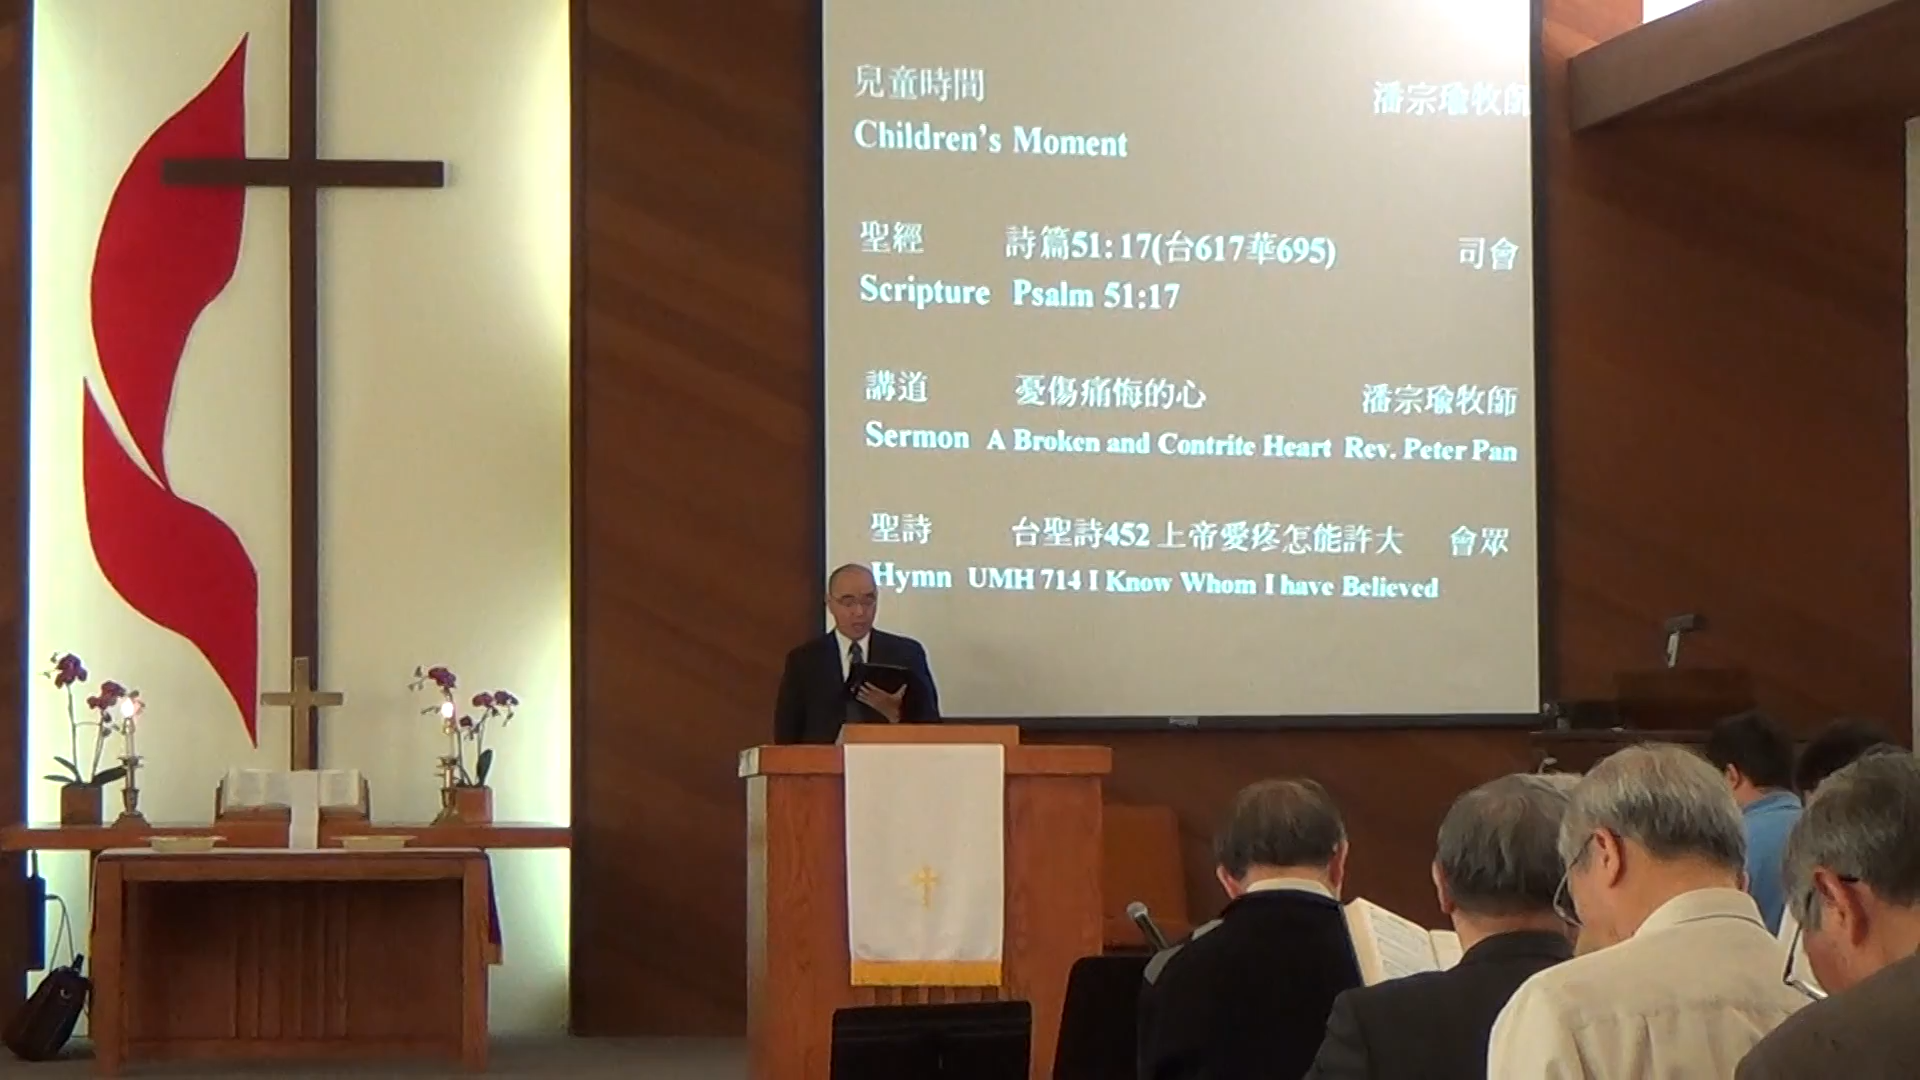 兒童時間 潘宗瑜牧師
Children's Moment
聖經 詩篇51:17(台617華695) 司會
Scripture Psalm 51:17
講道 憂傷痛悔的心 潘宗瑜牧師
Sermon A Broken and Contrite Heart Rev. Peter Pan
聖詩 台聖詩452 上帝愛疼怎能許大 會眾
Hymn UMH 714 I Know Whom I have Believed